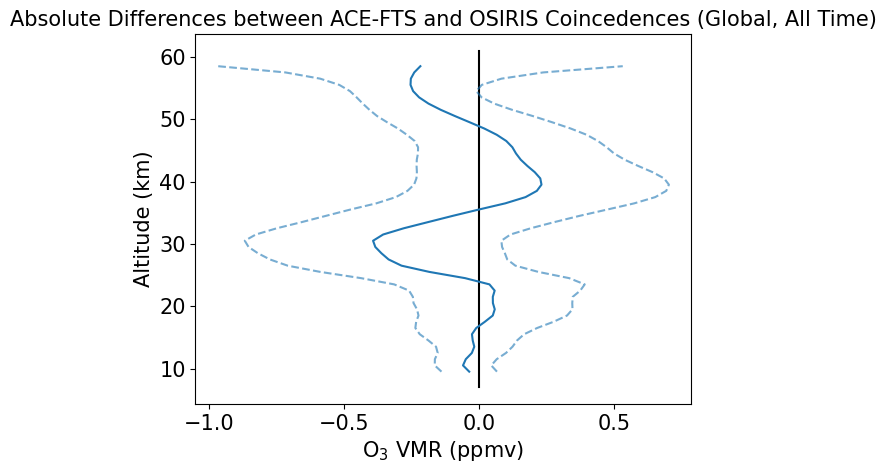 Absolute Differences between ACE-FTS and OSIRIS Coincedences (Global, All Time)
60
50
40
30
20
10
Altitude (km)
−1.0 −0.5 0.0 0.5
O₃ VMR (ppmv)